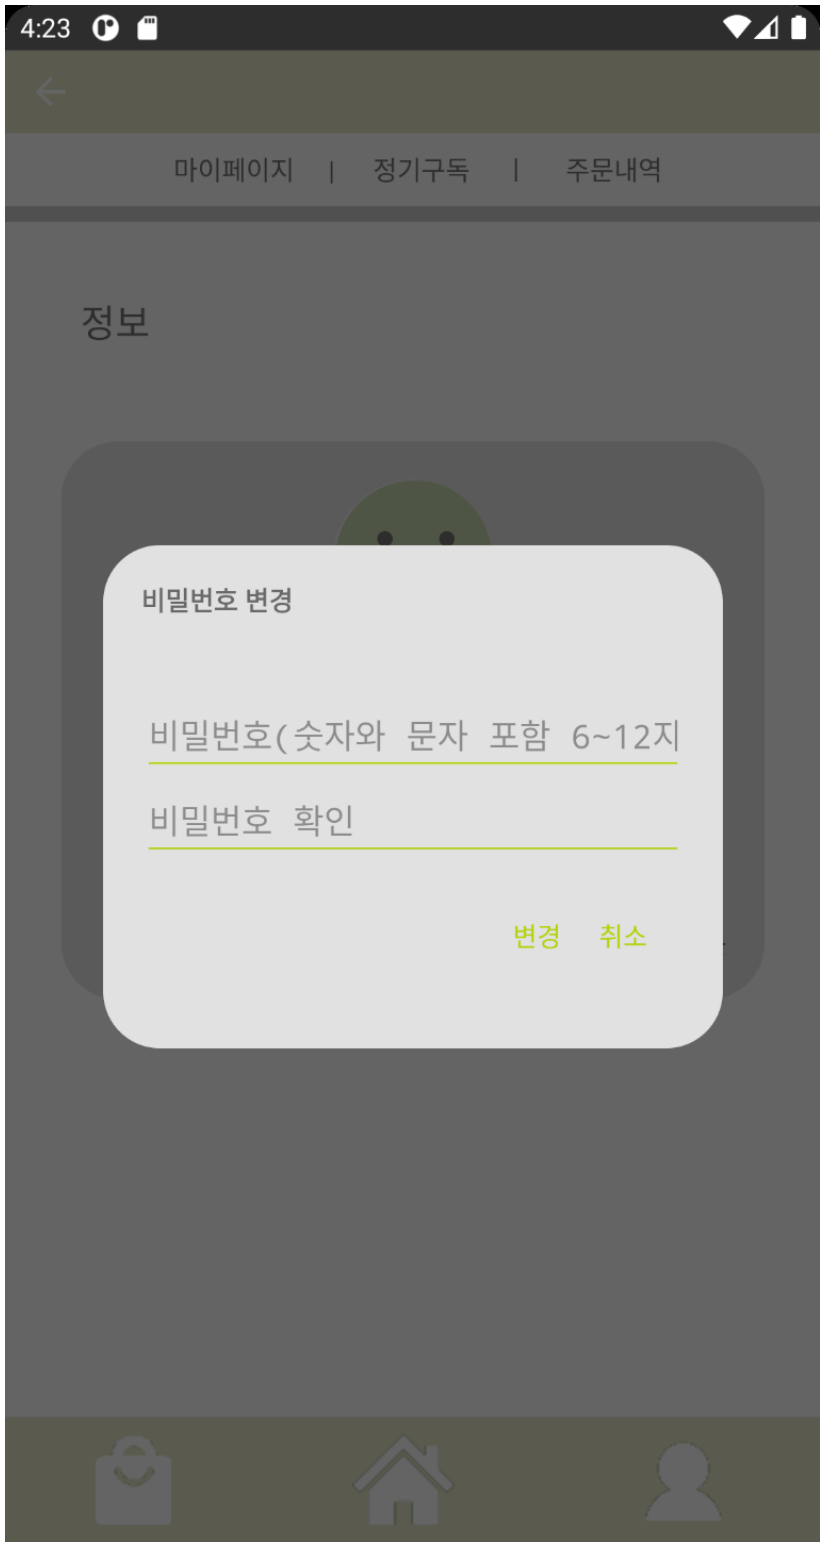 4:23
마이페이지 | 정기구독 | 주문내역
정보
비밀번호 변경
비밀번호(숫자와 문자 포함 6~12지
비밀번호 확인
변경 취소